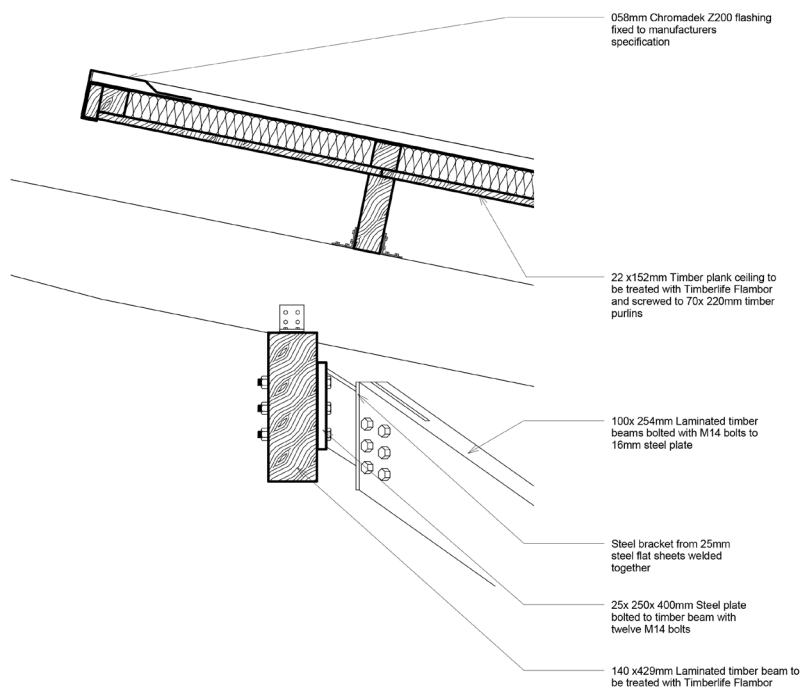 058mm Chromadek Z200 flashing
fixed to manufacturers
specification
22 x152mm Timber plank ceiling to
be treated with Timberlife Flambor
and screwed to 70x 220mm timber
purlins
100x 254mm Laminated timber
beams bolted with M14 bolts to
16mm steel plate
Steel bracket from 25mm
steel flat sheets welded
together
25x 250x 400mm Steel plate
bolted to timber beam with
twelve M14 bolts
140 x429mm Laminated timber beam to
be treated with Timberlife Flambor